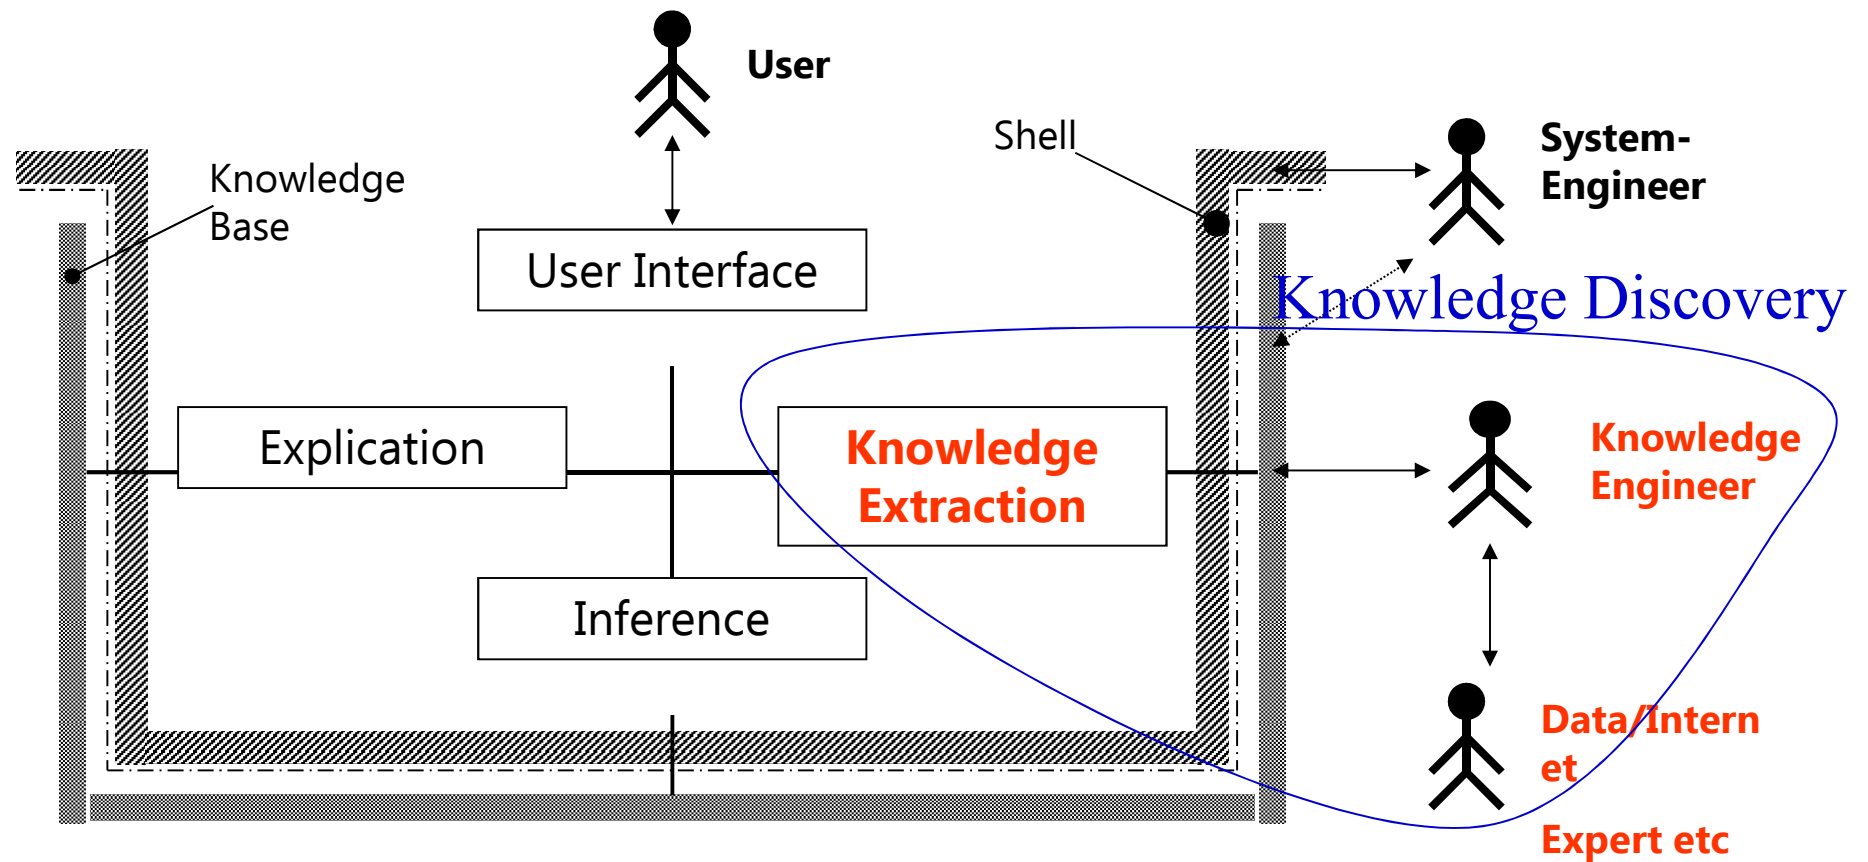 User
Shell
System-
Engineer
Knowledge
Base
User Interface
Knowledge Discovery
Explication
Knowledge
Extraction
Knowledge
Engineer
Inference
Data/Intern
et
Expert etc